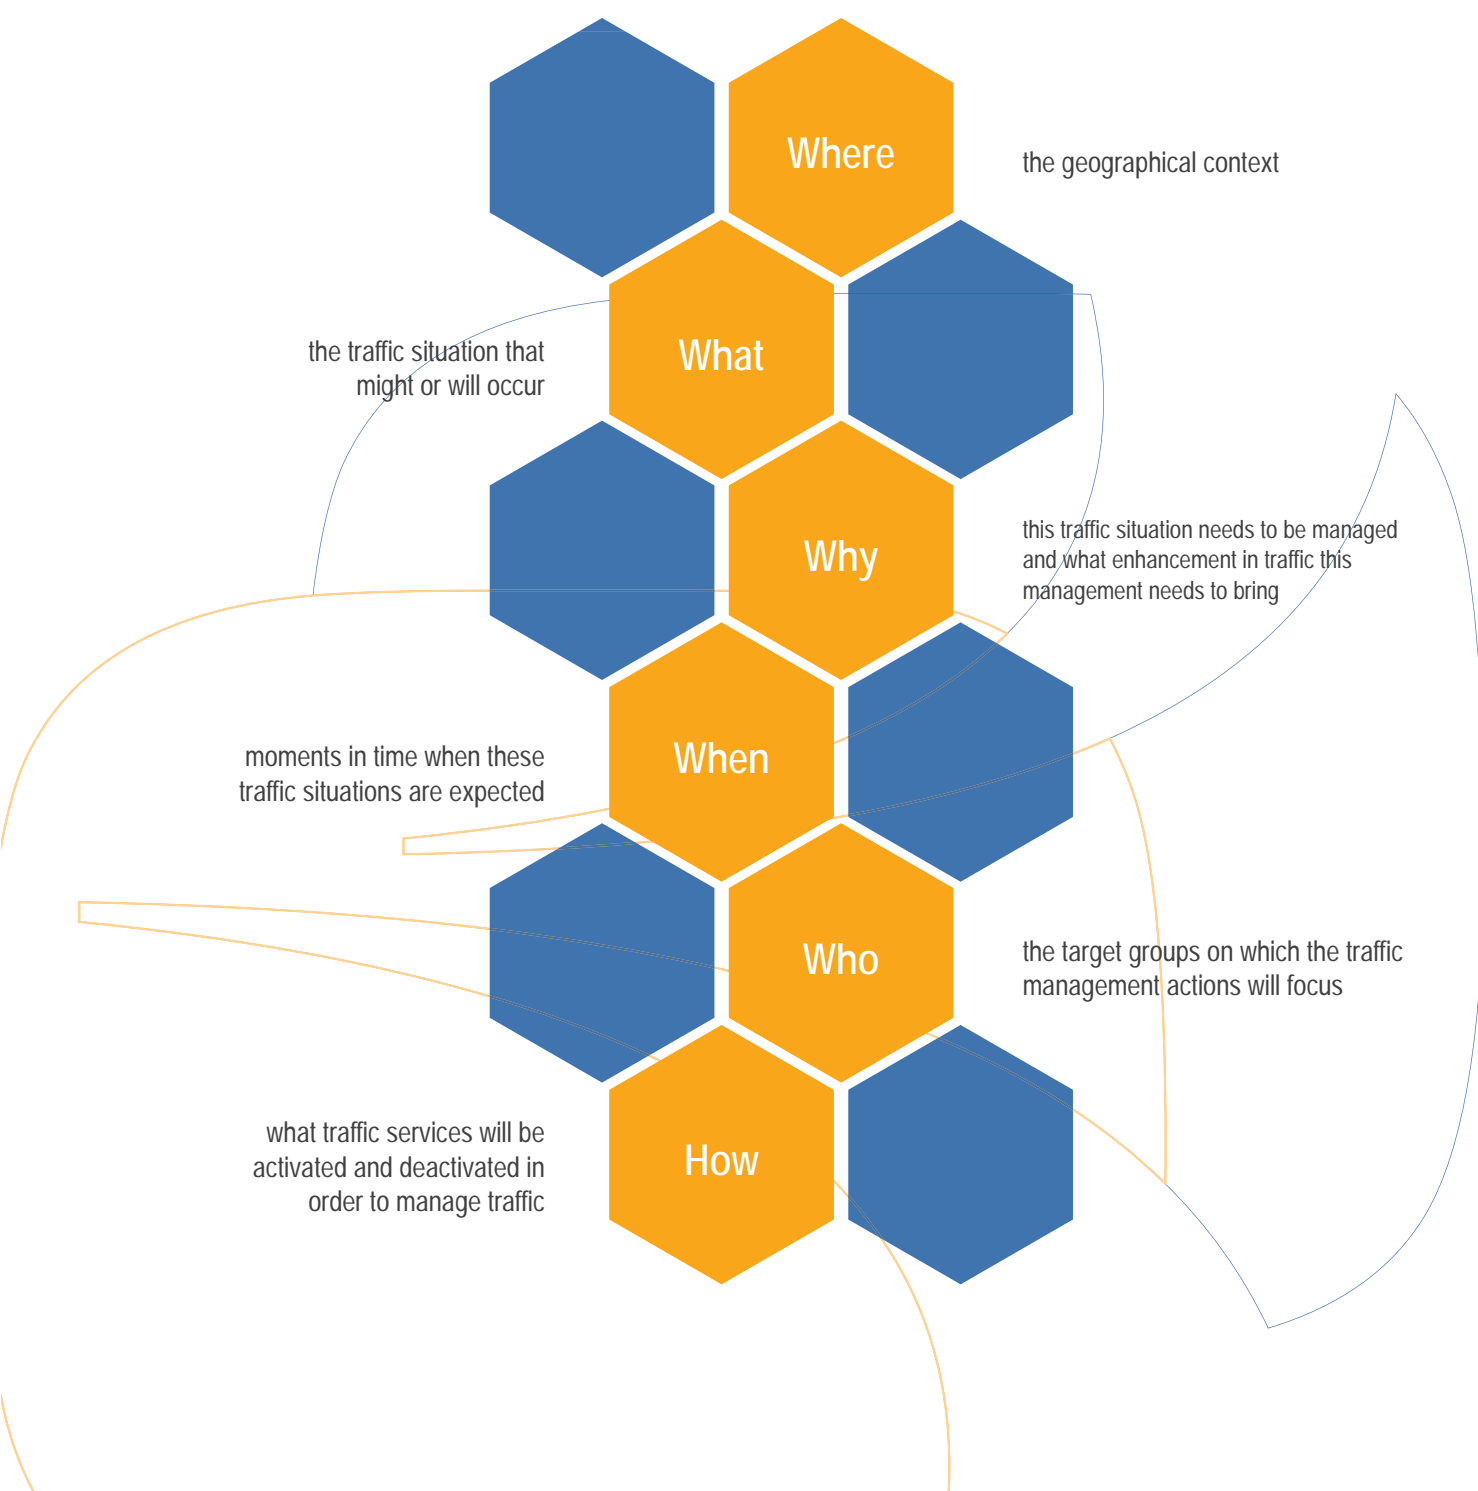 Where
the geographical context
What
the traffic situation that
might or will occur
Why
this traffic situation needs to be managed
and what enhancement in traffic this
management needs to bring
When
moments in time when these
traffic situations are expected
Who
the target groups on which the traffic
management actions will focus
How
what traffic services will be
activated and deactivated in
order to manage traffic